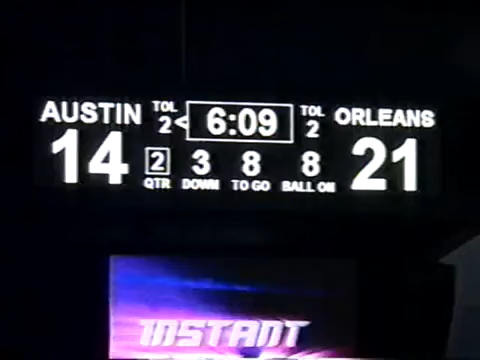 AUSTIN TOL 2 < 6:09 TOL 2 ORLEANS
14 2 3 8 8 21
QTR DOWN TO GO BALL ON
INSTANT